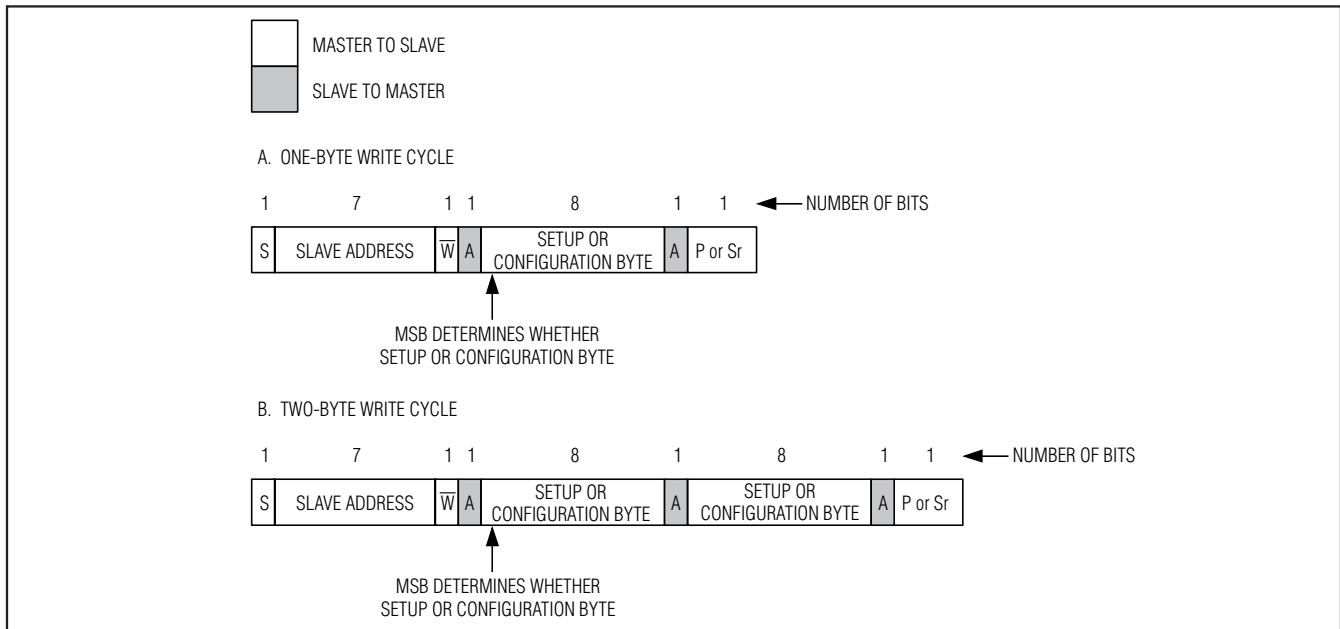 MASTER TO SLAVE
SLAVE TO MASTER
A. ONE-BYTE WRITE CYCLE
1 7 1 1 8 1 1 NUMBER OF BITS
S SLAVE ADDRESS W̅ A SETUP OR CONFIGURATION BYTE A P or Sr
MSB DETERMINES WHETHER
SETUP OR CONFIGURATION BYTE
B. TWO-BYTE WRITE CYCLE
1 7 1 1 8 1 8 1 1 NUMBER OF BITS
S SLAVE ADDRESS W̅ A SETUP OR CONFIGURATION BYTE A SETUP OR CONFIGURATION BYTE A P or Sr
MSB DETERMINES WHETHER
SETUP OR CONFIGURATION BYTE